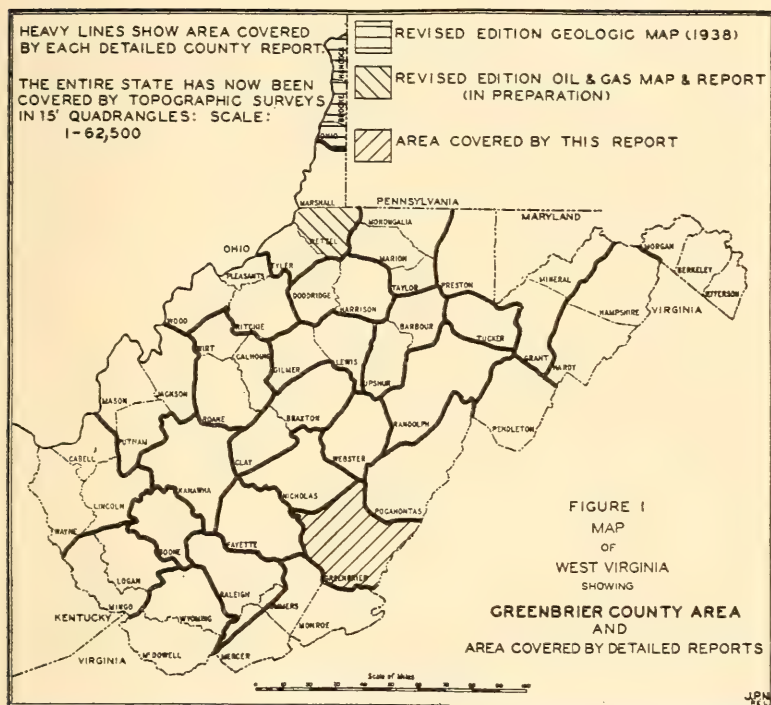 HEAVY LINES SHOW AREA COVERED
BY EACH DETAILED COUNTY REPORT.
THE ENTIRE STATE HAS NOW BEEN
COVERED BY TOPOGRAPHIC SURVEYS
IN 15' QUADRANGLES: SCALE:
1-62,500
REVISED EDITION GEOLOGIC MAP (1938)
REVISED EDITION OIL & GAS MAP & REPORT
(IN PREPARATION)
AREA COVERED BY THIS REPORT
HANCOCK
BROOKE
OHIO
MARSHALL
PENNSYLVANIA
MARYLAND
MONONGALIA
OHIO
WETZEL
MARION
MORGAN
BERKELEY
JEFFERSON
TYLER
PLEASANTS
TAYLOR
PRESTON
MINERAL
HAMPSHIRE
VIRGINIA
DODDRIDGE
HARRISON
WOOD
RITCHIE
BARBOUR
TUCKER
WIRT
CALHOUN
GILMER
LEWIS
UPSHUR
GRANT
HARDY
MASON
JACKSON
ROANE
BRAXTON
RANDOLPH
PENDLETON
PUTNAM
CABELL
CLAY
WEBSTER
KANAWHA
NICHOLAS
POCAHONTAS
LINCOLN
WAYNE
BOONE
FAYETTE
GREENBRIER
LOGAN
RALEIGH
SUMMERS
MINGO
WYOMING
MONROE
KENTUCKY
VIRGINIA
McDOWELL
MERCER
FIGURE 1
MAP
OF
WEST VIRGINIA
SHOWING
GREENBRIER COUNTY AREA
AND
AREA COVERED BY DETAILED REPORTS
Scale of Miles
J.P.N.